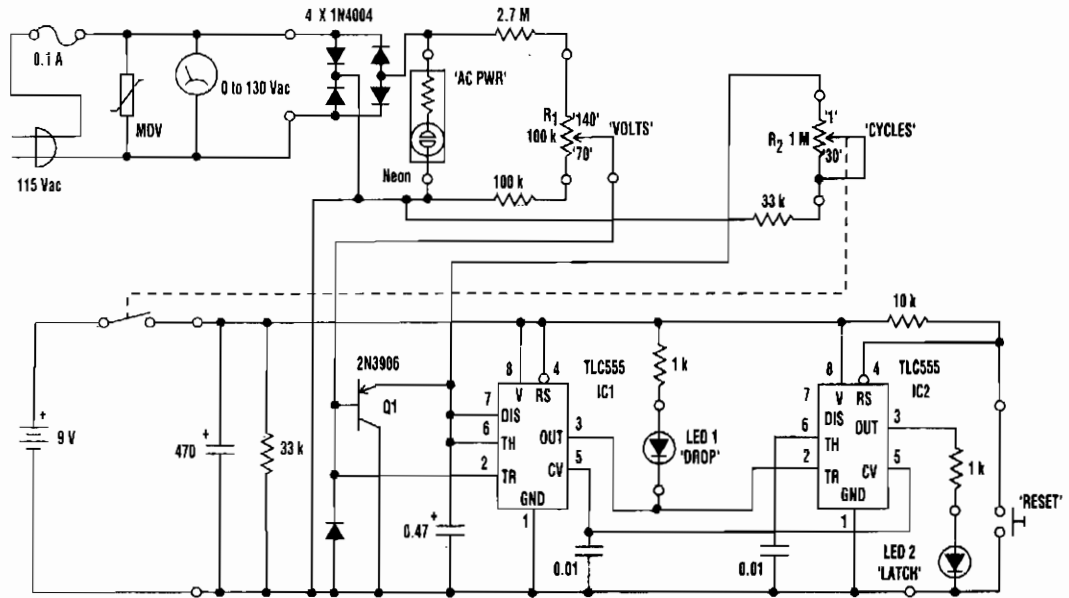 4 X 1N4004
2.7 M
0.1 A
MOV
0 to 130 Vac
'AC PWR'
R1
100 k
'140'
'70'
'VOLTS'
'1'
R2 1 M
'30'
'CYCLES'
115 Vac
Neon
100 k
33 k
10 k
2N3906
Q1
8
4
V
RS
TLC555
IC1
7
DIS
6
TH
OUT
3
2
TR
CV
5
GND
1
1 k
LED 1
'DROP'
8
4
V
RS
TLC555
IC2
7
DIS
OUT
3
6
TH
2
TR
CV
5
GND
1
1 k
'RESET'
+
9 V
+
470
33 k
+
0.47
0.01
0.01
LED 2
'LATCH'